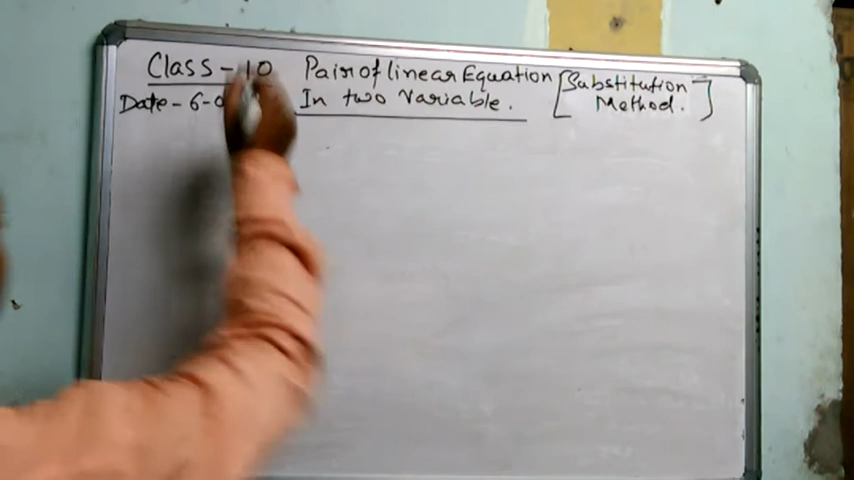 Class - 10
Date - 6-0
Pair of linear Equation
In two Variable.
[Substitution
Method.]